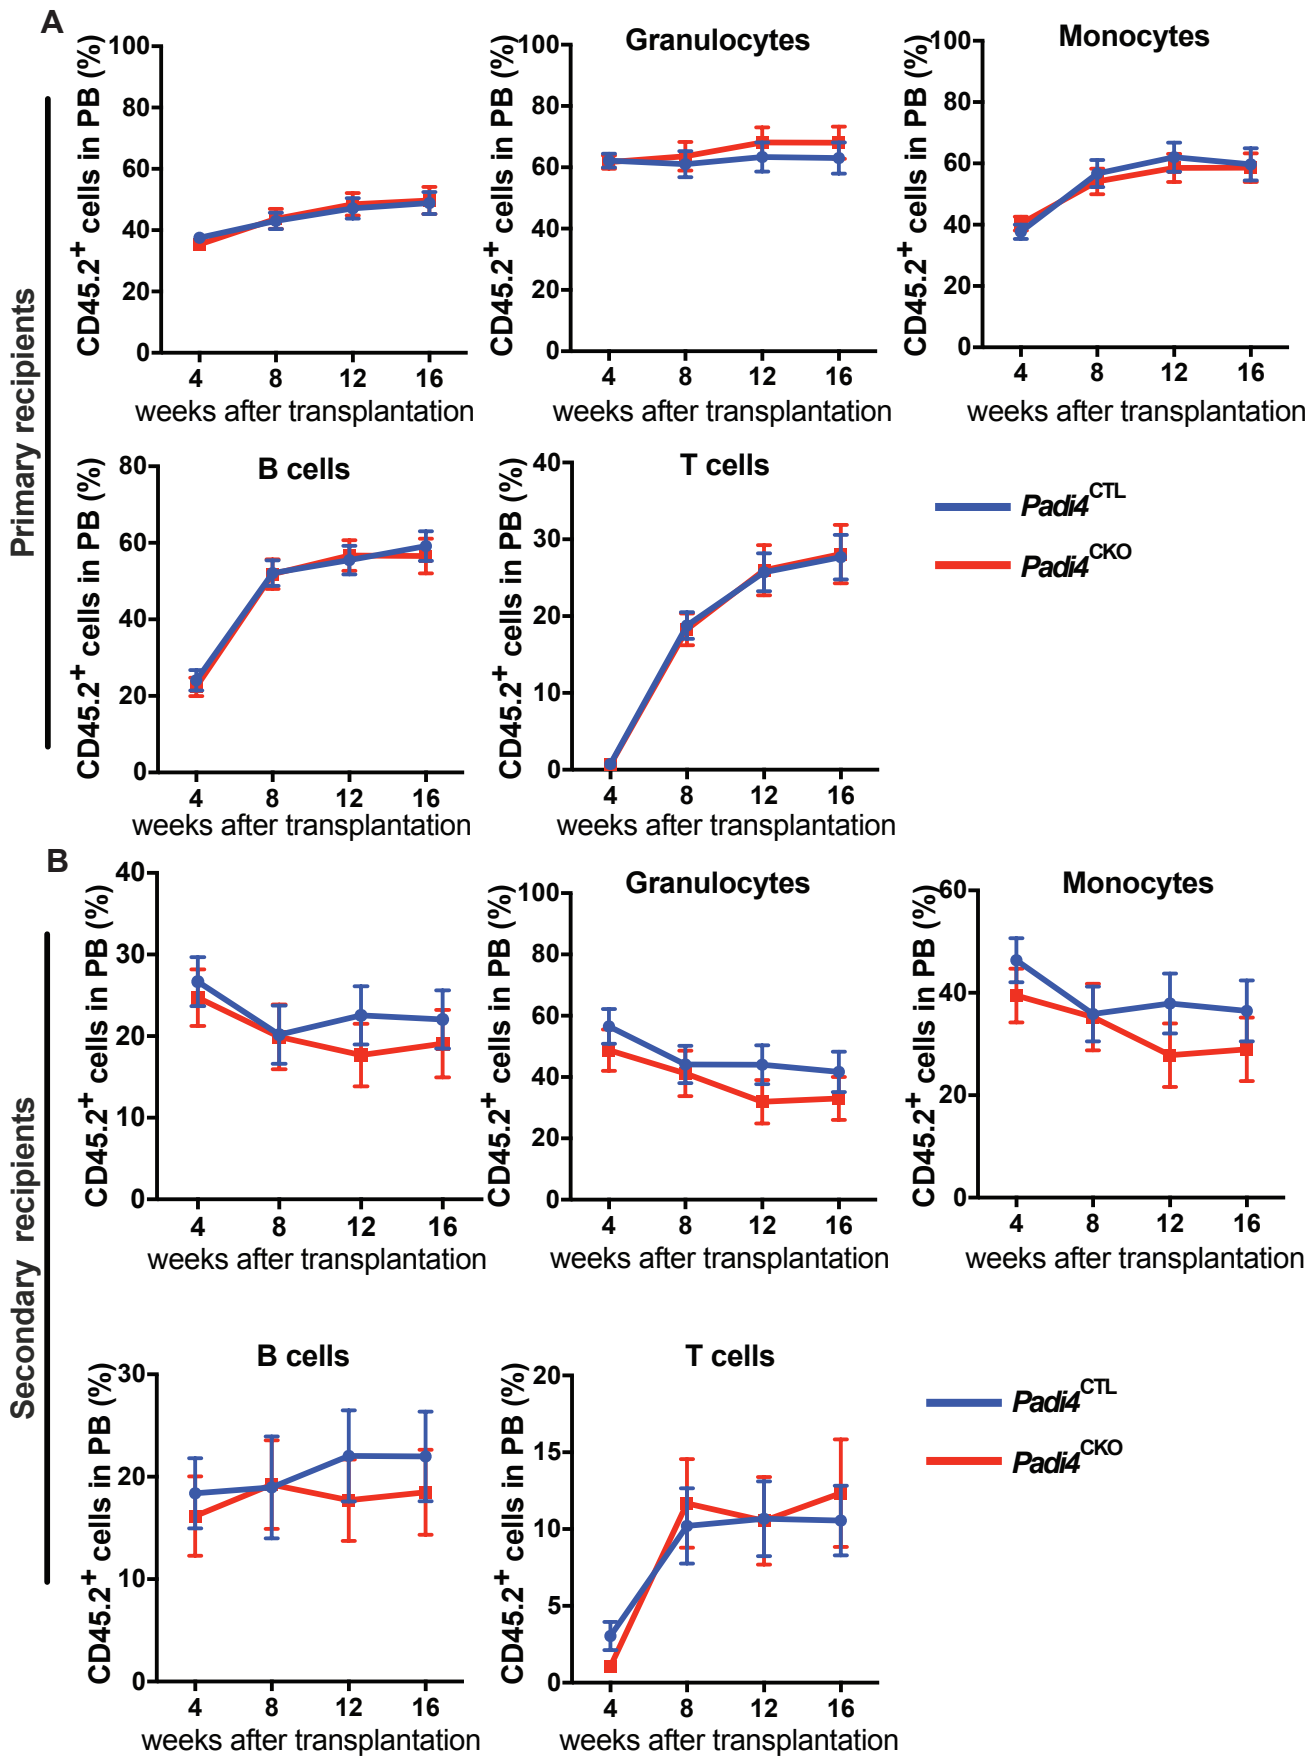 A
Primary recipients
CD45.2+ cells in PB (%)
100
80
60
40
20
0
4 8 12 16
weeks after transplantation
Granulocytes
CD45.2+ cells in PB (%)
100
80
60
40
20
0
4 8 12 16
weeks after transplantation
Monocytes
CD45.2+ cells in PB (%)
100
80
60
40
20
0
4 8 12 16
weeks after transplantation
B cells
CD45.2+ cells in PB (%)
80
60
40
20
0
4 8 12 16
weeks after transplantation
T cells
CD45.2+ cells in PB (%)
40
30
20
10
0
4 8 12 16
weeks after transplantation
Padi4CTL
Padi4CKO
B
Secondary recipients
CD45.2+ cells in PB (%)
40
30
20
10
0
4 8 12 16
weeks after transplantation
Granulocytes
CD45.2+ cells in PB (%)
100
80
60
40
20
0
4 8 12 16
weeks after transplantation
Monocytes
CD45.2+ cells in PB (%)
60
40
20
0
4 8 12 16
weeks after transplantation
B cells
CD45.2+ cells in PB (%)
30
20
10
0
4 8 12 16
weeks after transplantation
T cells
CD45.2+ cells in PB (%)
20
15
10
5
0
4 8 12 16
weeks after transplantation
Padi4CTL
Padi4CKO